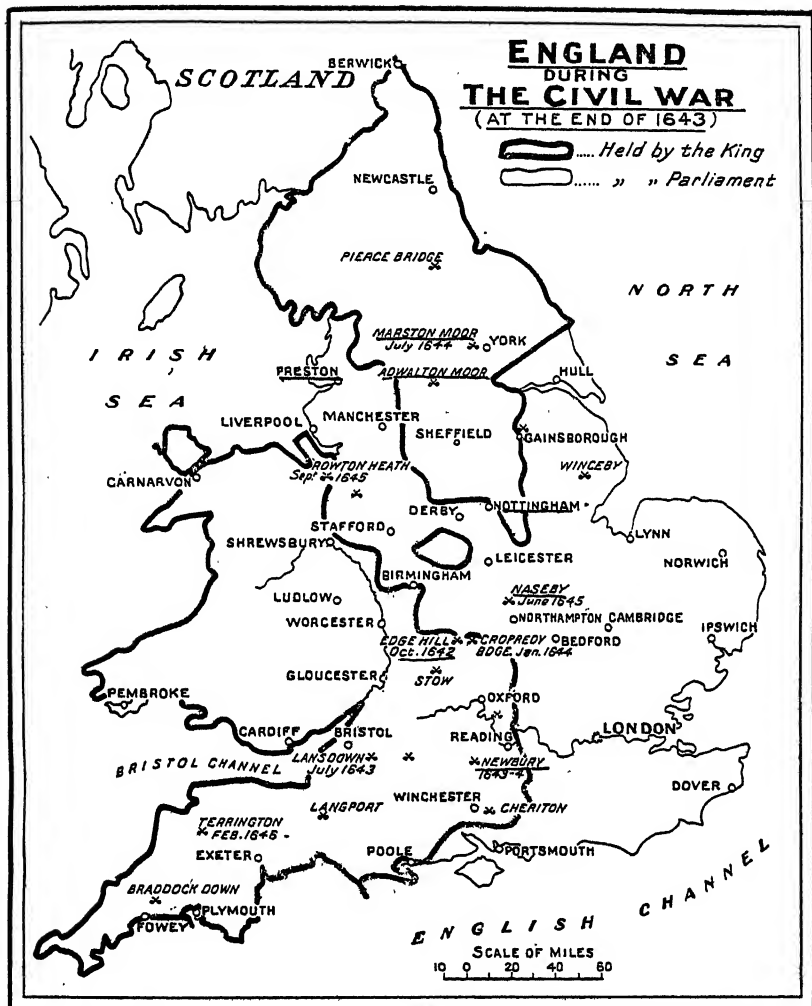 ENGLAND
DURING
THE CIVIL WAR
(AT THE END OF 1643)
..... Held by the King
...... „ „ Parliament
SCOTLAND
BERWICK
NEWCASTLE
PIERCE BRIDGE
NORTH
SEA
MARSTON MOOR
July 1644
YORK
IRISH
SEA
PRESTON
ADWALTON MOOR
HULL
LIVERPOOL
MANCHESTER
SHEFFIELD
GAINSBOROUGH
ROWTON HEATH
Sept. 1645
WINCEBY
CARNARVON
DERBY
NOTTINGHAM
STAFFORD
SHREWSBURY
LEICESTER
LYNN
NORWICH
BIRMINGHAM
LUDLOW
NASEBY
June 1645
WORCESTER
NORTHAMPTON
CAMBRIDGE
IPSWICH
EDGE HILL
Oct. 1642
CROPREDY
BDGE. Jan. 1644
BEDFORD
STOW
GLOUCESTER
PEMBROKE
OXFORD
CARDIFF
BRISTOL
READING
LONDON
BRISTOL CHANNEL
LANSDOWN
July 1643
NEWBURY
1643-4
DOVER
WINCHESTER
CHERITON
LANGPORT
TERRINGTON
FEB. 1646
EXETER
POOLE
PORTSMOUTH
BRADDOCK DOWN
PLYMOUTH
FOWEY
ENGLISH CHANNEL
SCALE OF MILES
10 0 20 40 60